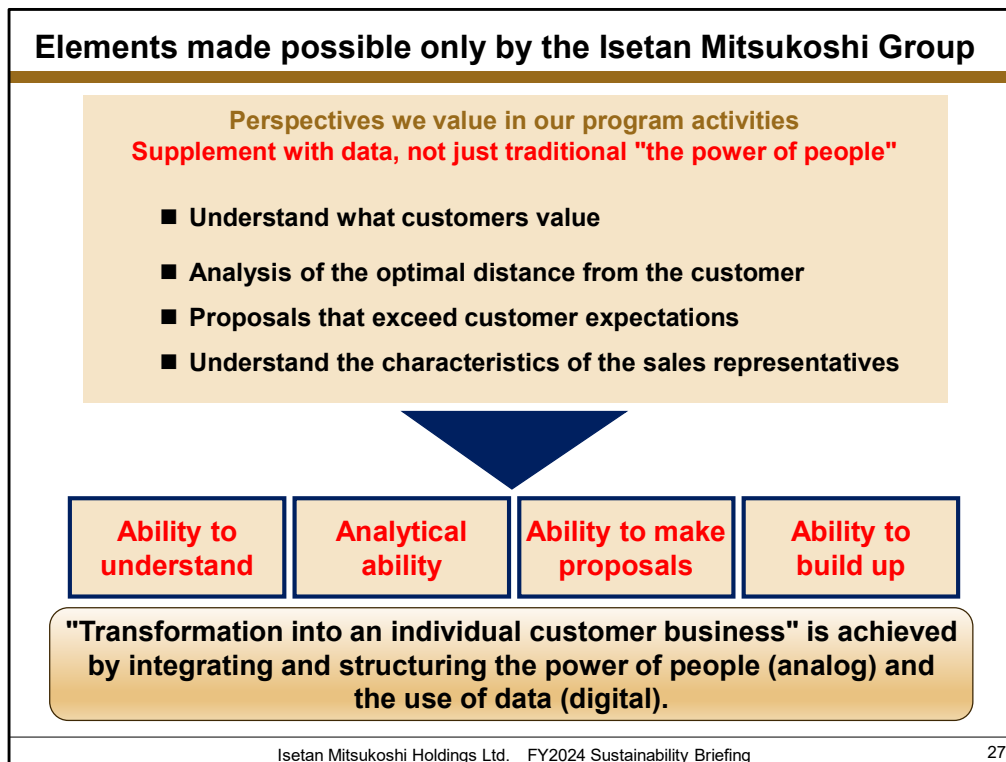 Elements made possible only by the Isetan Mitsukoshi Group
Perspectives we value in our program activities
Supplement with data, not just traditional "the power of people"
■ Understand what customers value
■ Analysis of the optimal distance from the customer
■ Proposals that exceed customer expectations
■ Understand the characteristics of the sales representatives
Ability to
understand
Analytical
ability
Ability to make
proposals
Ability to
build up
"Transformation into an individual customer business" is achieved
by integrating and structuring the power of people (analog) and
the use of data (digital).
Isetan Mitsukoshi Holdings Ltd. FY2024 Sustainability Briefing
27